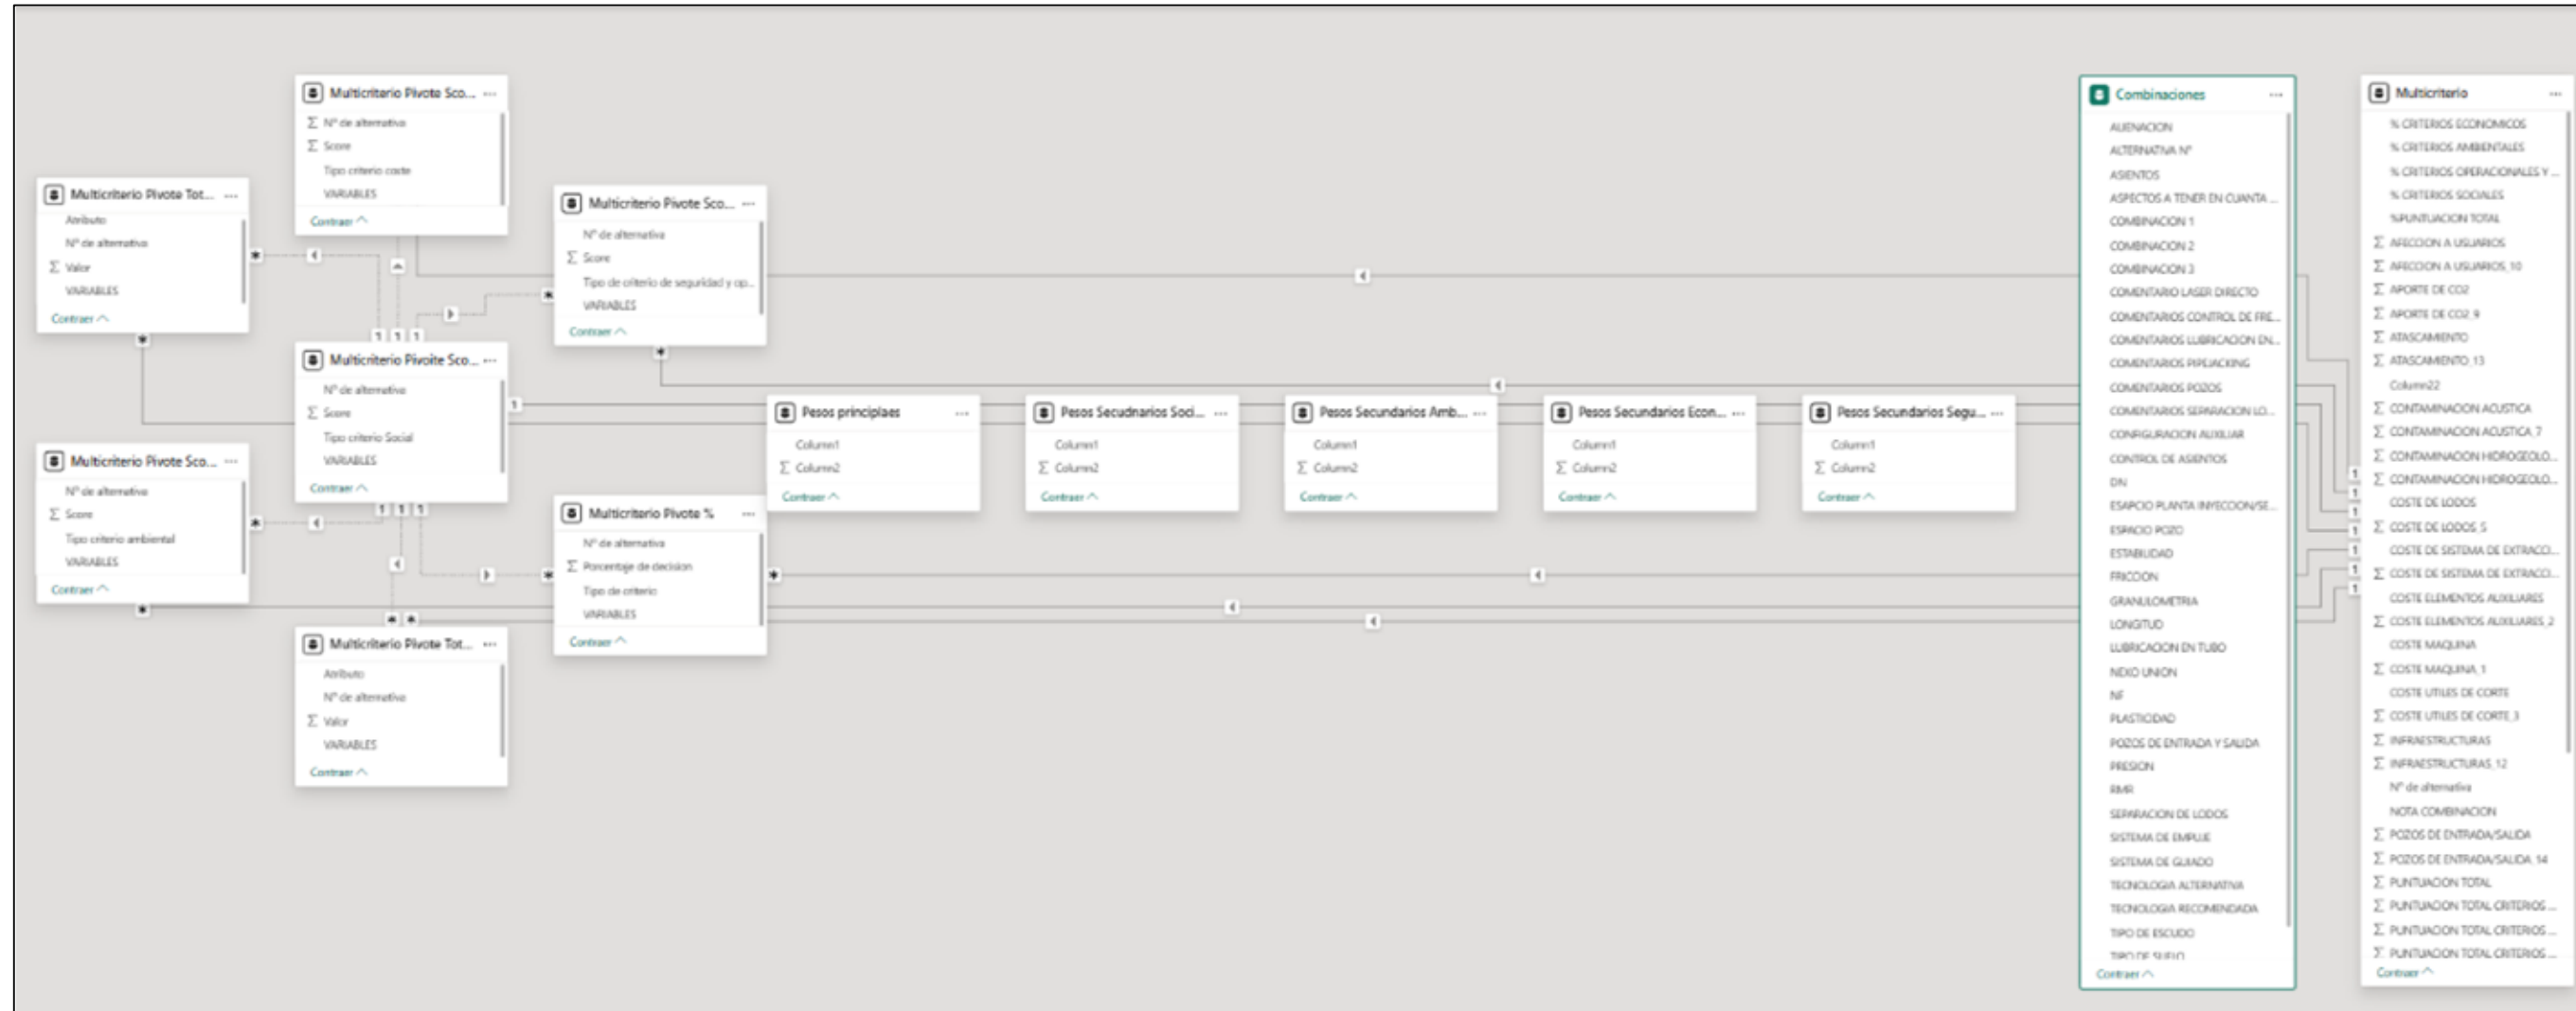 Multicriterio Pivote Sco...
Nº de alternativa
Score
Tipo criterio coste
VARIABLES
Contraer
Multicriterio Pivote Tot...
Atributo
Nº de alternativa
Valor
VARIABLES
Contraer
Multicriterio Pivote Sco...
Nº de alternativa
Score
Tipo de criterio de seguridad y op...
VARIABLES
Contraer
Multicriterio Pivoite Sco...
Nº de alternativa
Score
Tipo criterio Social
VARIABLES
Contraer
Multicriterio Pivote Sco...
Nº de alternativa
Score
Tipo criterio ambiental
VARIABLES
Contraer
Multicriterio Pivote %
Nº de alternativa
Porcentaje de decision
Tipo de criterio
VARIABLES
Contraer
Multicriterio Pivote Tot...
Atributo
Nº de alternativa
Valor
VARIABLES
Contraer
Pesos principlaes
Column1
Column2
Contraer
Pesos Secudnarios Soci...
Column1
Column2
Contraer
Pesos Secundarios Amb...
Column1
Column2
Contraer
Pesos Secundarios Econ...
Column1
Column2
Contraer
Pesos Secundarios Segu...
Column1
Column2
Contraer
Combinaciones
ALIENACION
ALTERNATIVA Nº
ASIENTOS
ASPECTOS A TENER EN CUANTA ...
COMBINACION 1
COMBINACION 2
COMBINACION 3
COMENTARIO LASER DIRECTO
COMENTARIOS CONTROL DE FRE...
COMENTARIOS LUBRICACION EN...
COMENTARIOS PIPEJACKING
COMENTARIOS POZOS
COMENTARIOS SEPARACION LO...
CONFIGURACION AUXILIAR
CONTROL DE ASIENTOS
DN
ESAPCIO PLANTA INYECCION/SE...
ESPACIO POZO
ESTABILIDAD
FRICCION
GRANULOMETRIA
LONGITUD
LUBRICACION EN TUBO
NEXO UNION
NF
PLASTICIDAD
POZOS DE ENTRADA Y SALIDA
PRESION
RMR
SEPARACION DE LODOS
SISTEMA DE EMPUJE
SISTEMA DE GUIADO
TECNOLOGIA ALTERNATIVA
TECNOLOGIA RECOMENDADA
TIPO DE ESCUDO
TIPO DE SUELO
Contraer
Multicriterio
% CRITERIOS ECONOMICOS
% CRITERIOS AMBIENTALES
% CRITERIOS OPERACIONALES Y ...
% CRITERIOS SOCIALES
%PUNTUACION TOTAL
AFECCION A USUARIOS
AFECCION A USUARIOS_10
APORTE DE CO2
APORTE DE CO2_9
ATASCAMIENTO
ATASCAMIENTO_13
Column22
CONTAMINACION ACUSTICA
CONTAMINACION ACUSTICA_7
CONTAMINACION HIDROGEOLO...
CONTAMINACION HIDROGEOLO...
COSTE DE LODOS
COSTE DE LODOS_5
COSTE DE SISTEMA DE EXTRACCI...
COSTE DE SISTEMA DE EXTRACCI...
COSTE ELEMENTOS AUXILIARES
COSTE ELEMENTOS AUXILIARES_2
COSTE MAQUINA
COSTE MAQUINA_1
COSTE UTILES DE CORTE
COSTE UTILES DE CORTE_3
INFRAESTRUCTURAS
INFRAESTRUCTURAS_12
Nº de alternativa
NOTA COMBINACION
POZOS DE ENTRADA/SALIDA
POZOS DE ENTRADA/SALIDA_14
PUNTUACION TOTAL
PUNTUACION TOTAL CRITERIOS ...
PUNTUACION TOTAL CRITERIOS ...
PUNTUACION TOTAL CRITERIOS ...
Contraer